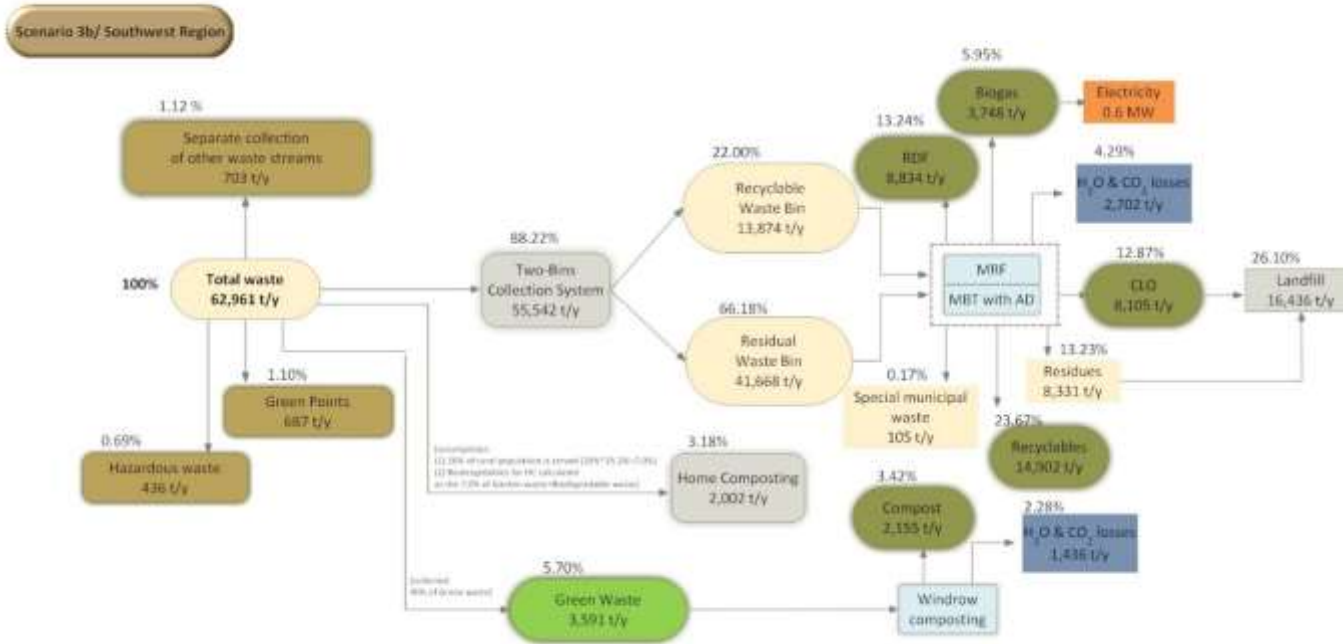 Scenario 3b/ Southwest Region
1.12 %
Separate collection
of other waste streams
703 t/y
100%
Total waste
62,961 t/y
1.10%
Green Points
687 t/y
0.69%
Hazardous waste
436 t/y
88.22%
Two-Bins
Collection System
55,542 t/y
22.00%
Recyclable
Waste Bin
13,874 t/y
66.18%
Residual
Waste Bin
41,668 t/y
3.18%
Home Composting
2,002 t/y
5.70%
Green Waste
3,591 t/y
13.24%
RDF
8,834 t/y
5.95%
Biogas
3,748 t/y
Electricity
0.6 MW
4.29%
H2O & CO2 losses
2,702 t/y
MRF
MBT with AD
12.87%
CLO
8,105 t/y
26.10%
Landfill
16,436 t/y
13.23%
Residues
8,331 t/y
0.17%
Special municipal
waste
105 t/y
23.67%
Recyclables
14,902 t/y
3.42%
Compost
2,155 t/y
2.28%
H2O & CO2 losses
1,436 t/y
Windrow
composting